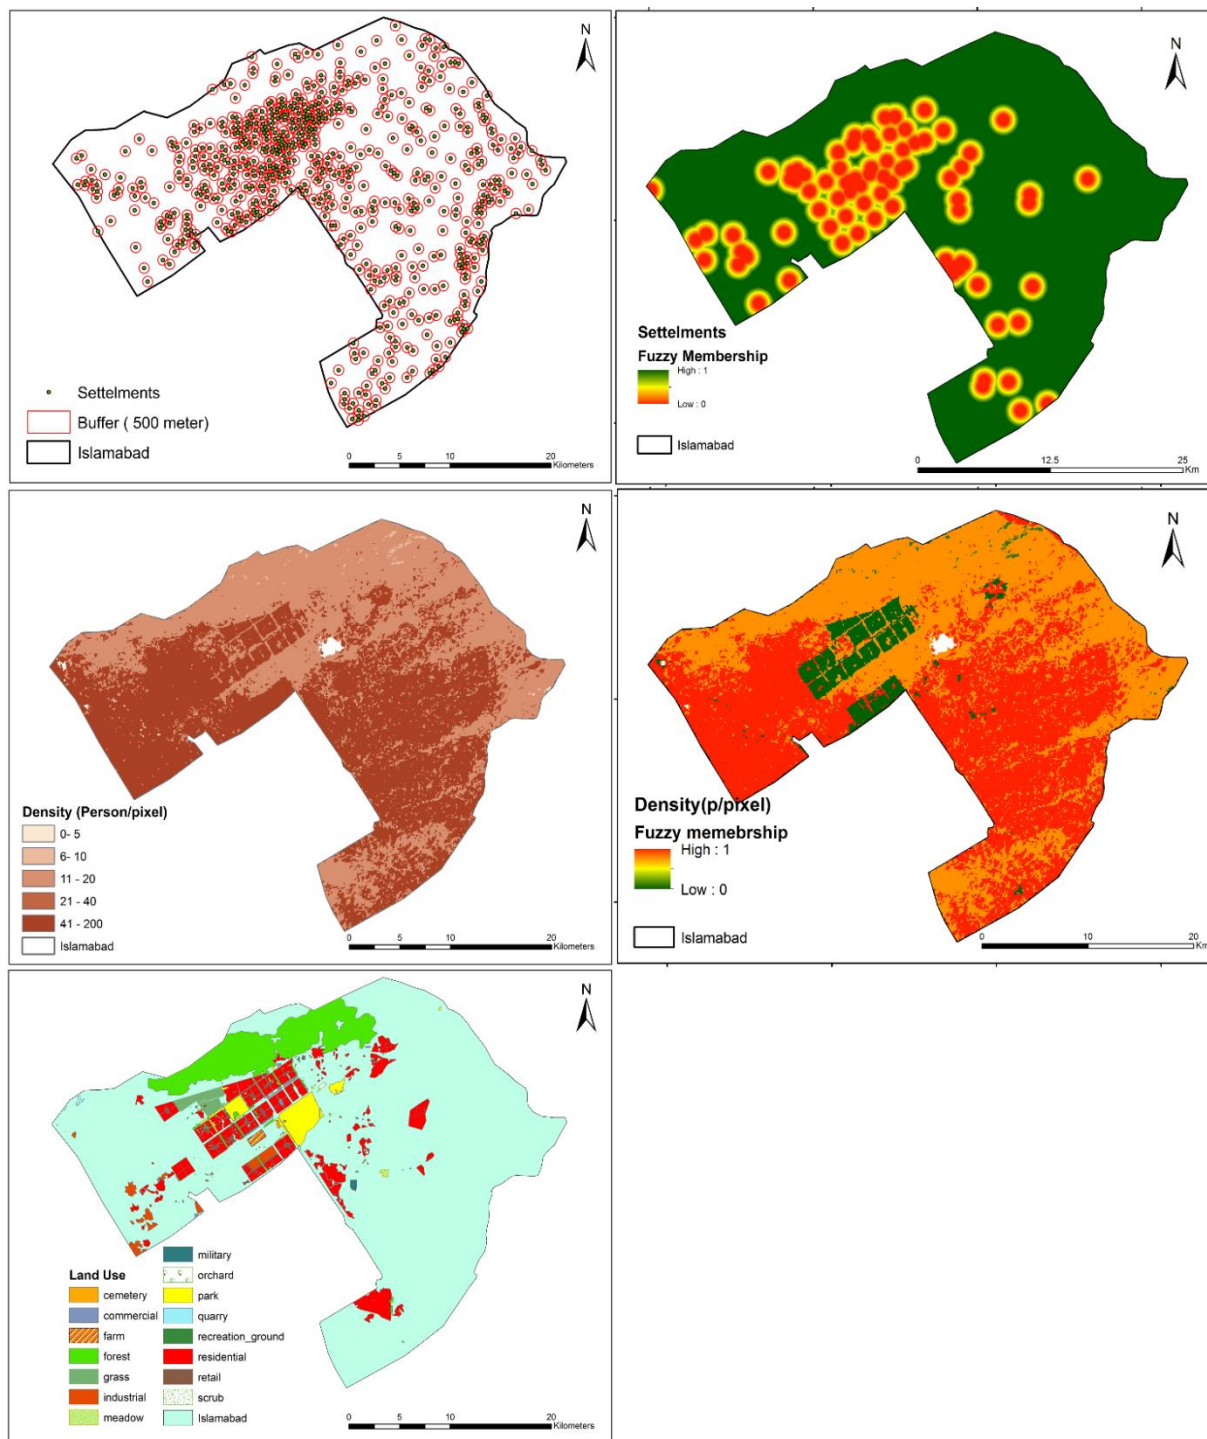 N
Settelments
Buffer ( 500 meter)
Islamabad
0 5 10 20
Kilometers
N
Settelments
Fuzzy Membership
High : 1
Low : 0
Islamabad
0 12.5 25
Km
N
Density (Person/pixel)
0- 5
6- 10
11 - 20
21 - 40
41 - 200
Islamabad
0 5 10 20
Kilometers
N
Density(p/pixel)
Fuzzy memebrship
High : 1
Low : 0
Islamabad
0 10 20
Km
N
Land Use
cemetery
commercial
farm
forest
grass
industrial
meadow
military
orchard
park
quarry
recreation_ground
residential
retail
scrub
Islamabad
0 5 10 20
Kilometers